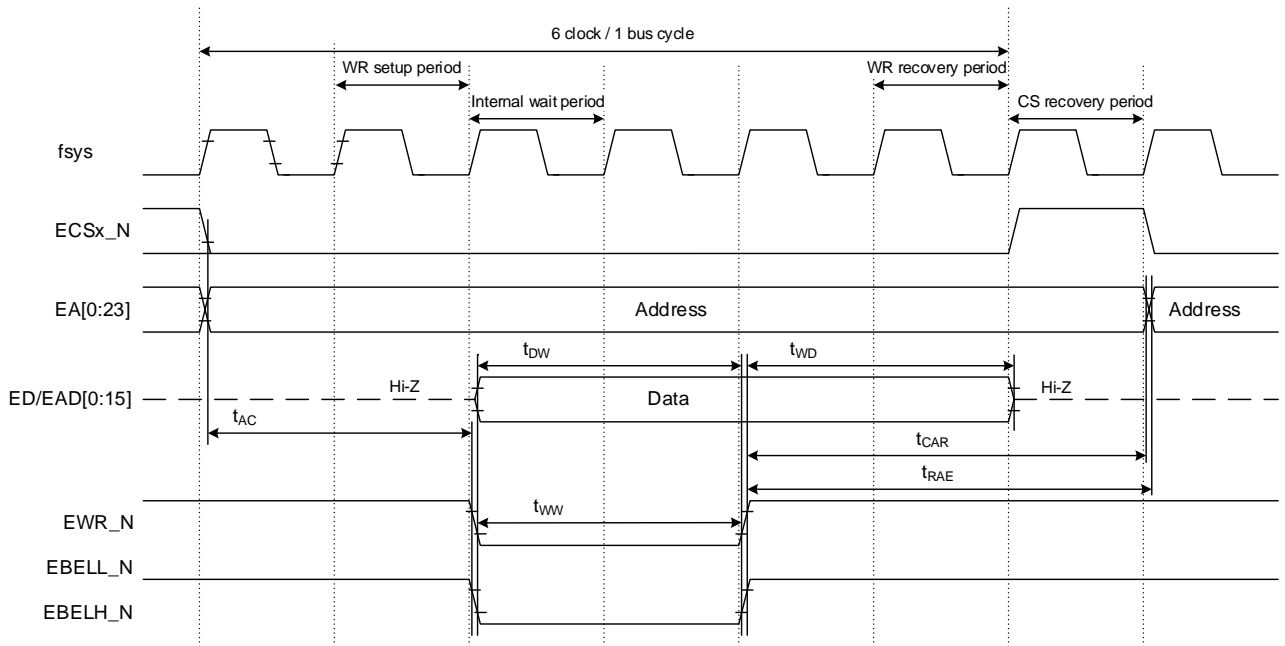 6 clock / 1 bus cycle
WR setup period
WR recovery period
Internal wait period
CS recovery period
fsys
ECSx_N
EA[0:23]
Address
Address
tDW
tWD
ED/EAD[0:15]
Hi-Z
Data
Hi-Z
tAC
tCAR
tRAE
EWR_N
tWW
EBELL_N
EBELH_N